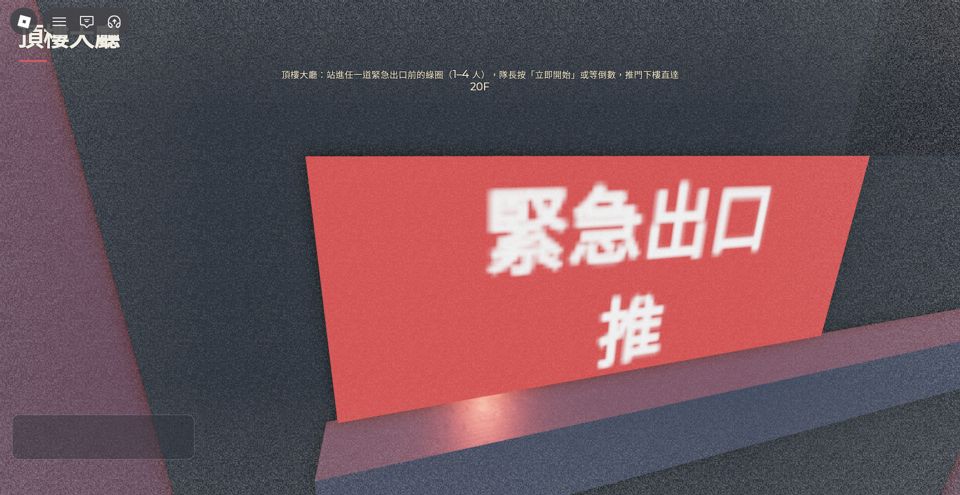 頂樓大廳
頂樓大廳：站進任一道緊急出口前的綠圈（1–4 人），隊長按「立即開始」或等倒數，推門下樓直達
20F
緊急出口
推